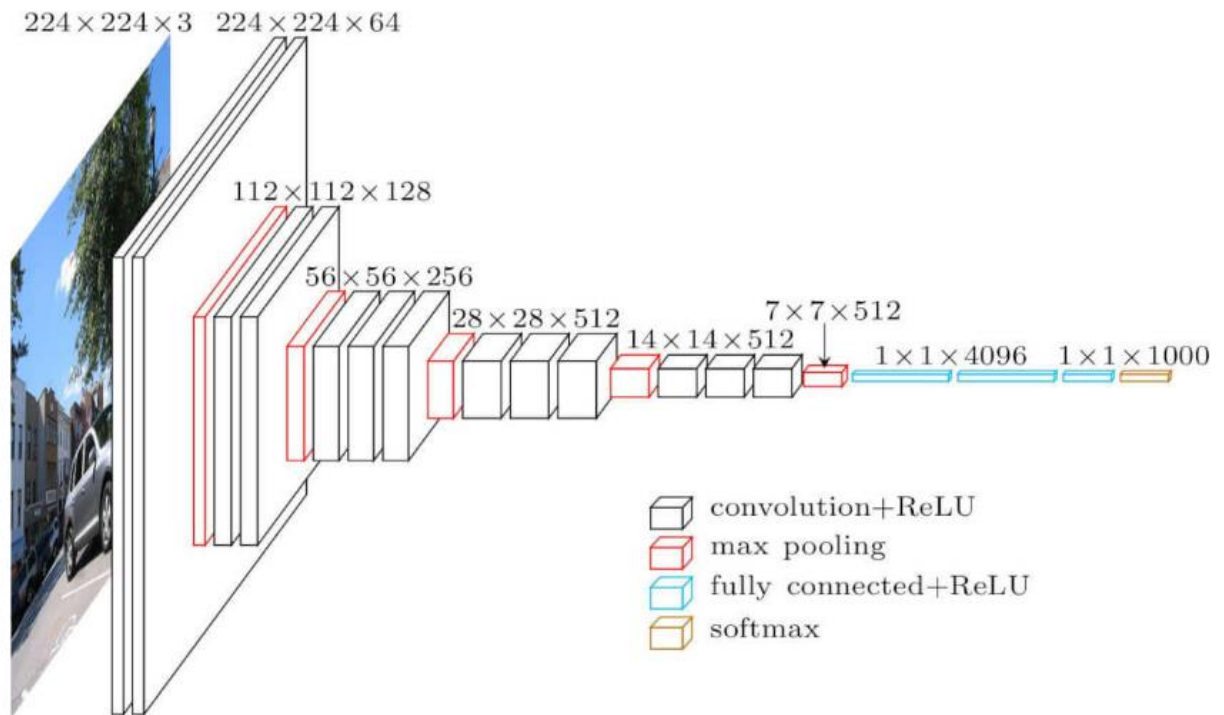 224 × 224 × 3
224 × 224 × 64
112 × 112 × 128
56 × 56 × 256
28 × 28 × 512
14 × 14 × 512
7 × 7 × 512
1 × 1 × 4096
1 × 1 × 1000
convolution+ReLU
max pooling
fully connected+ReLU
softmax